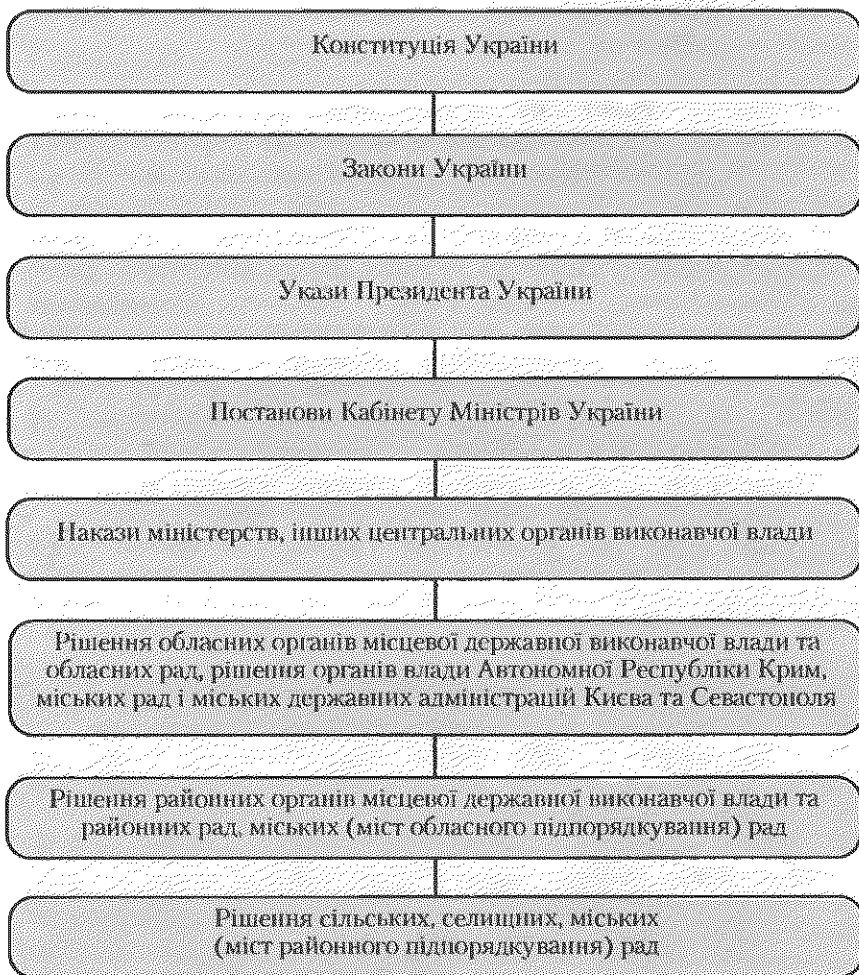 Конституція України
Закони України
Укази Президента України
Постанови Кабінету Міністрів України
Накази міністерств, інших центральних органів виконавчої влади
Рішення обласних органів місцевої державної виконавчої влади та
обласних рад, рішення органів влади Автономної Республіки Крим,
міських рад і міських державних адміністрацій Києва та Севастополя
Рішення районних органів місцевої державної виконавчої влади та
районних рад, міських (міст обласного підпорядкування) рад
Рішення сільських, селищних, міських
(міст районного підпорядкування) рад